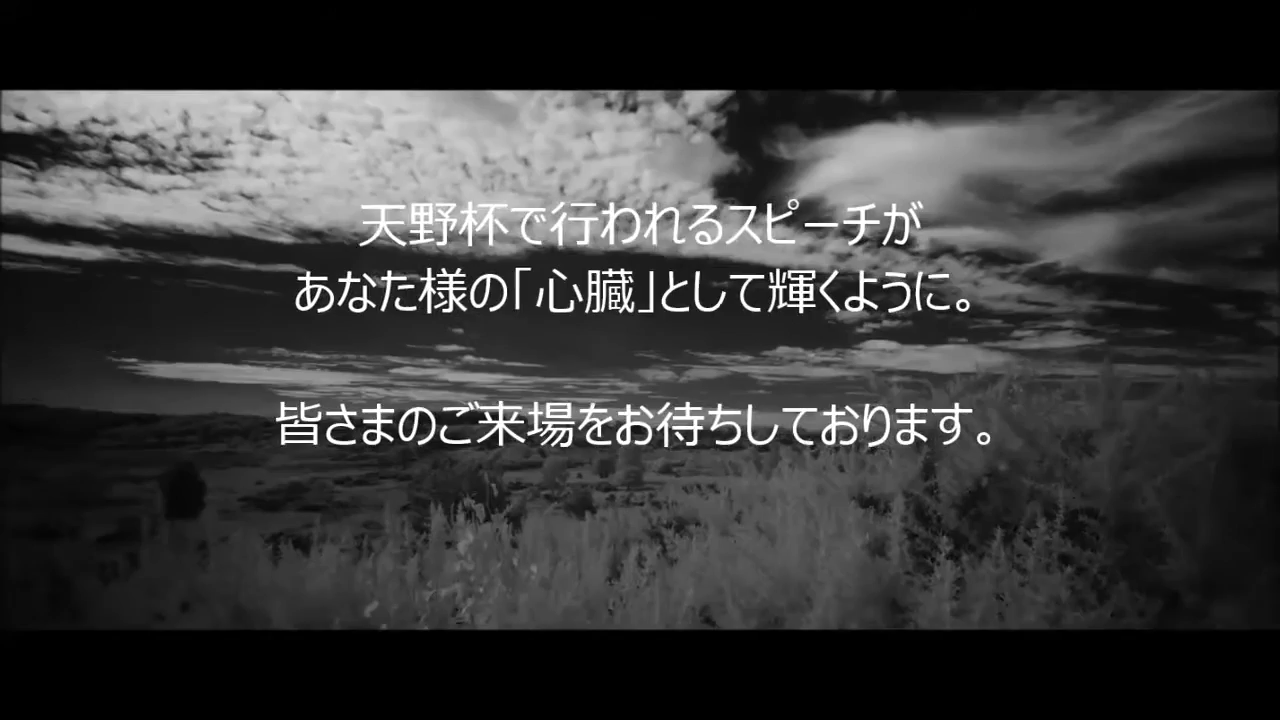 天野杯で行われるスピーチが
あなた様の｢心臓｣として輝くように。
皆さまのご来場をお待ちしております。